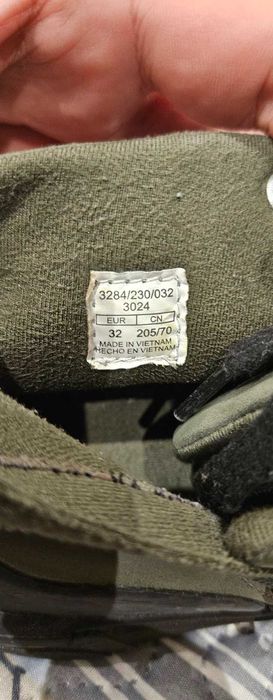 3284/230/032
3024
EUR CN
32 205/70
MADE IN VIETNAM
HECHO EN VIETNAM